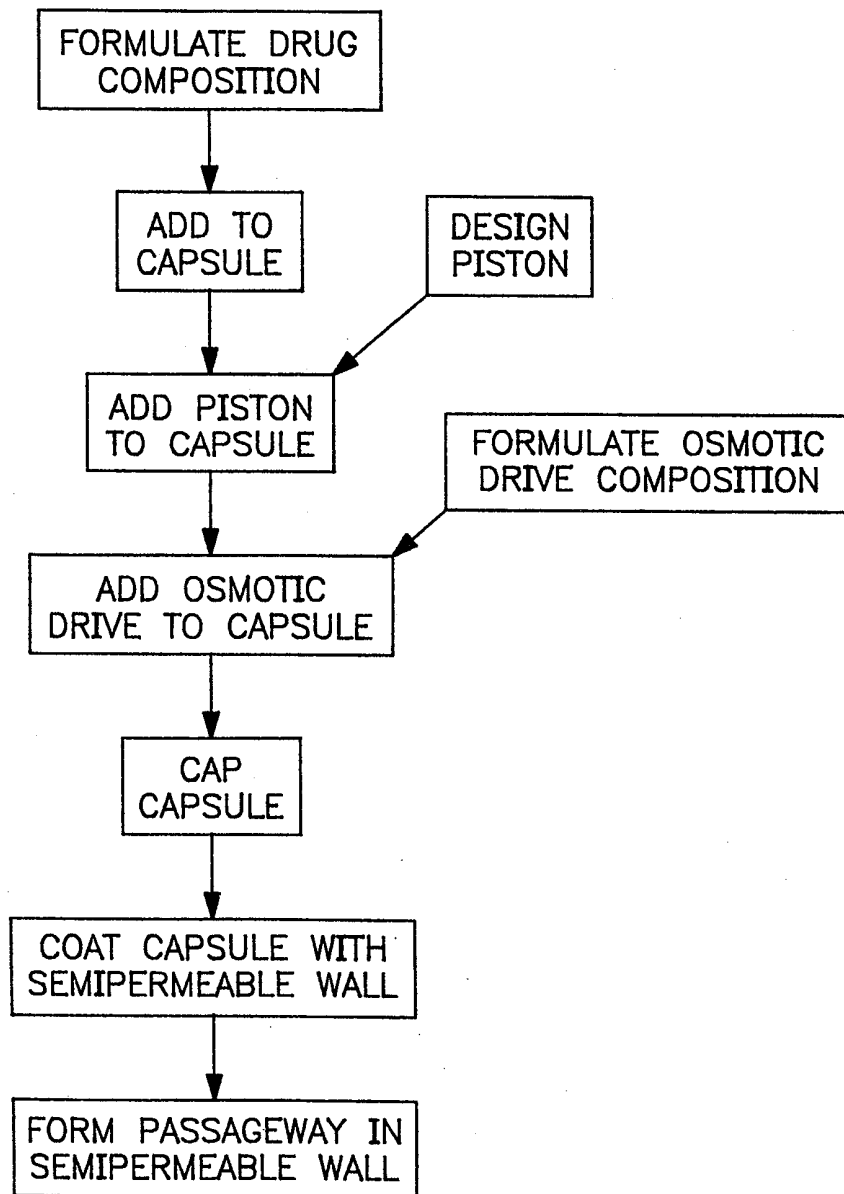 FORMULATE DRUG
COMPOSITION
ADD TO
CAPSULE
DESIGN
PISTON
ADD PISTON
TO CAPSULE
FORMULATE OSMOTIC
DRIVE COMPOSITION
ADD OSMOTIC
DRIVE TO CAPSULE
CAP
CAPSULE
COAT CAPSULE WITH
SEMIPERMEABLE WALL
FORM PASSAGEWAY IN
SEMIPERMEABLE WALL